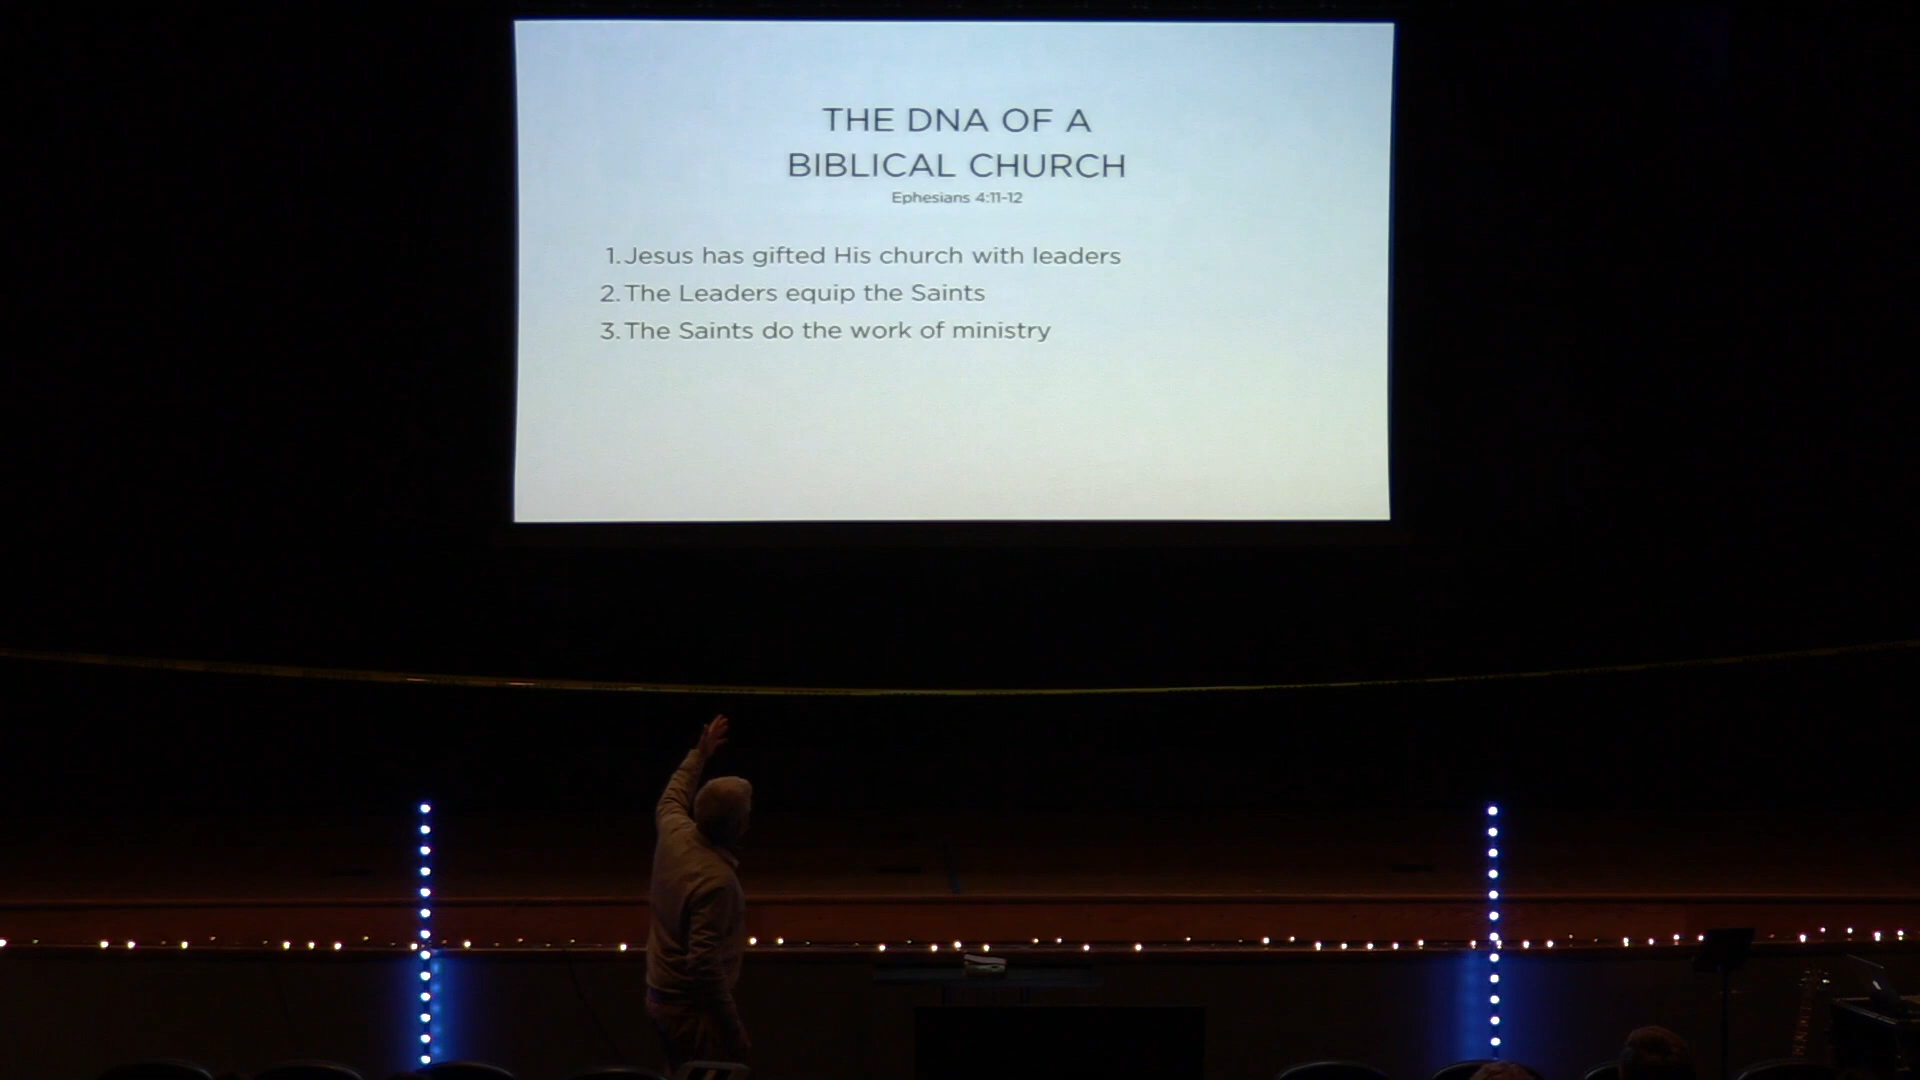 THE DNA OF A
BIBLICAL CHURCH
Ephesians 4:11-12
1. Jesus has gifted His church with leaders
2. The Leaders equip the Saints
3. The Saints do the work of ministry